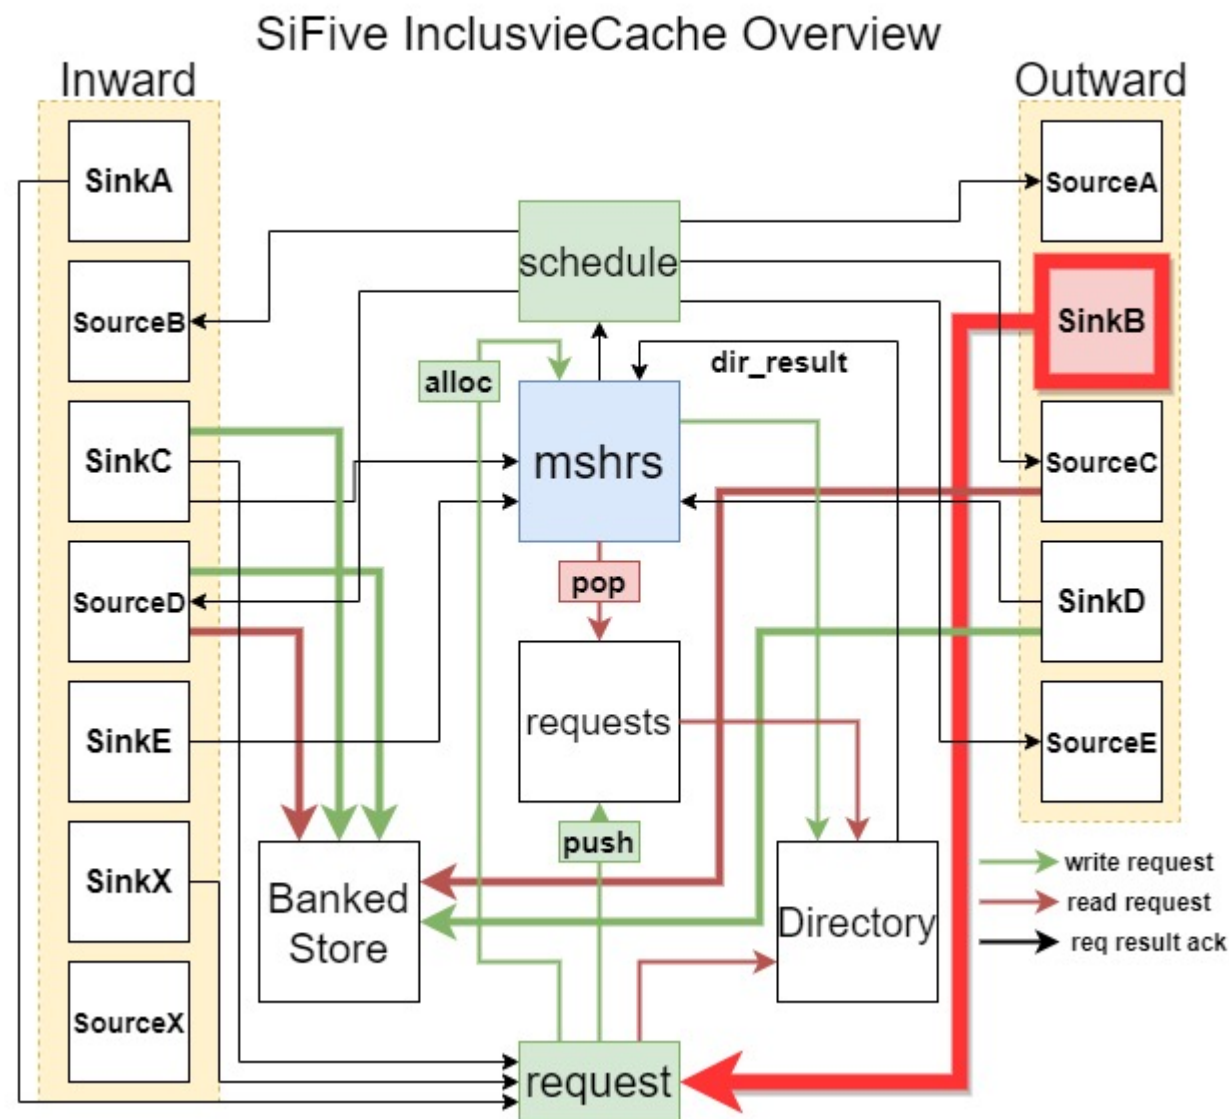 SiFive InclusvieCache Overview
Inward
Outward
SinkA
SourceB
SinkC
SourceD
SinkE
SinkX
SourceX
schedule
alloc
dir_result
mshrs
pop
requests
push
Banked
Store
Directory
request
SourceA
SinkB
SourceC
SinkD
SourceE
write request
read request
req result ack